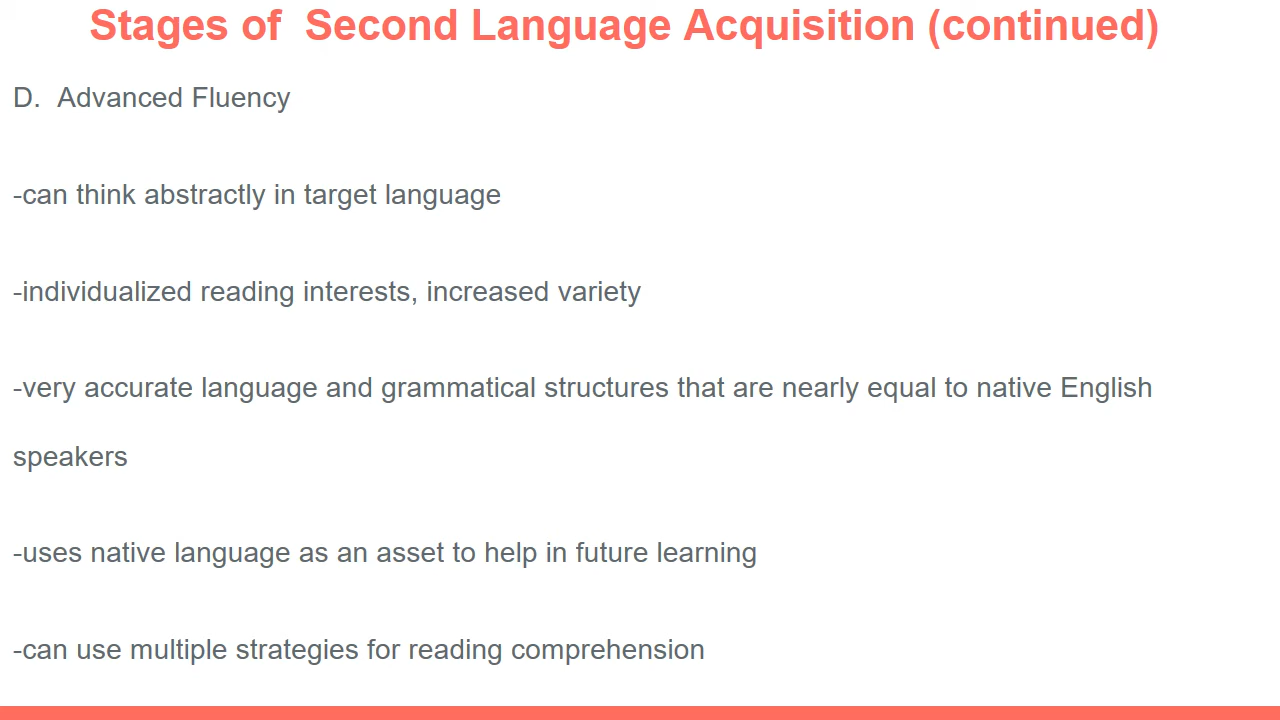 Stages of  Second Language Acquisition (continued)
D.  Advanced Fluency
-can think abstractly in target language
-individualized reading interests, increased variety
-very accurate language and grammatical structures that are nearly equal to native English
speakers
-uses native language as an asset to help in future learning
-can use multiple strategies for reading comprehension